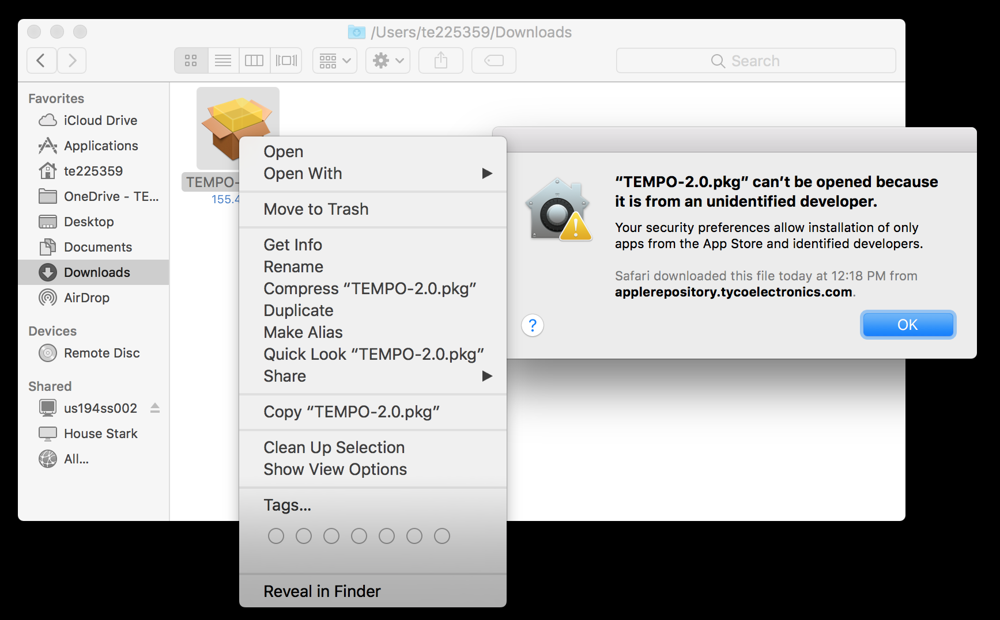 /Users/te225359/Downloads
Search
Favorites
iCloud Drive
Applications
te225359
OneDrive - TE...
Desktop
Documents
Downloads
AirDrop
Devices
Remote Disc
Shared
us194ss002
House Stark
All...
TEMPO-
155.4
Open
Open With
Move to Trash
Get Info
Rename
Compress “TEMPO-2.0.pkg”
Duplicate
Make Alias
Quick Look “TEMPO-2.0.pkg”
Share
Copy “TEMPO-2.0.pkg”
Clean Up Selection
Show View Options
Tags...
Reveal in Finder
“TEMPO-2.0.pkg” can’t be opened because
it is from an unidentified developer.
Your security preferences allow installation of only
apps from the App Store and identified developers.
Safari downloaded this file today at 12:18 PM from
applerepository.tycoelectronics.com.
?
OK